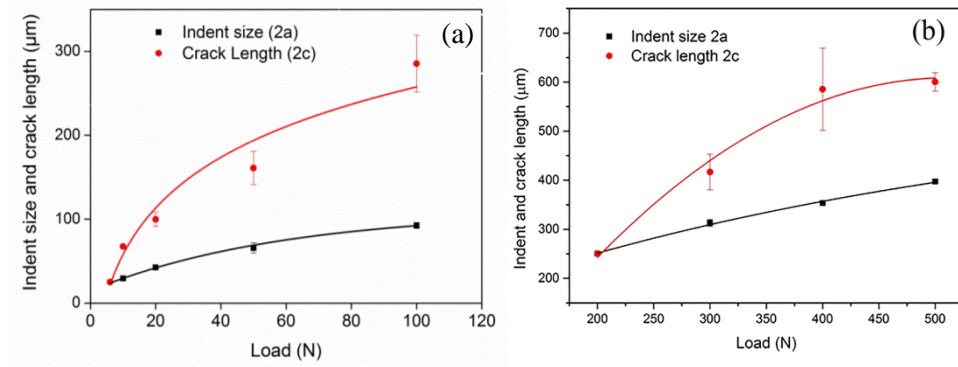 (a)
Indent size (2a)
Crack Length (2c)
Indent size and crack length (μm)
300
200
100
0
0 20 40 60 80 100 120
Load (N)
(b)
Indent size 2a
Crack length 2c
Indent and crack length (μm)
700
600
500
400
300
200
200 250 300 350 400 450 500
Load (N)